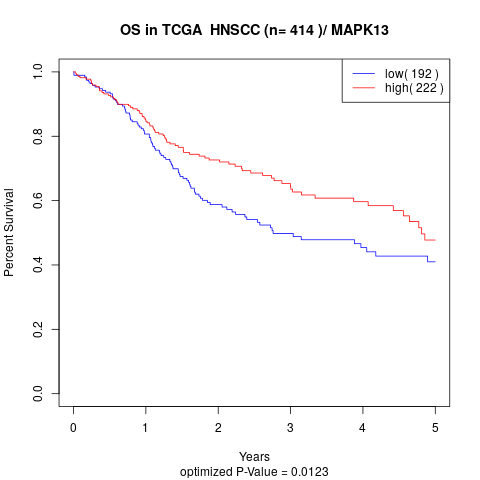 OS in TCGA  HNSCC (n= 414 )/ MAPK13
low( 192 )
high( 222 )
Percent Survival
1.0
0.8
0.6
0.4
0.2
0.0
0 1 2 3 4 5
Years
optimized P-Value = 0.0123